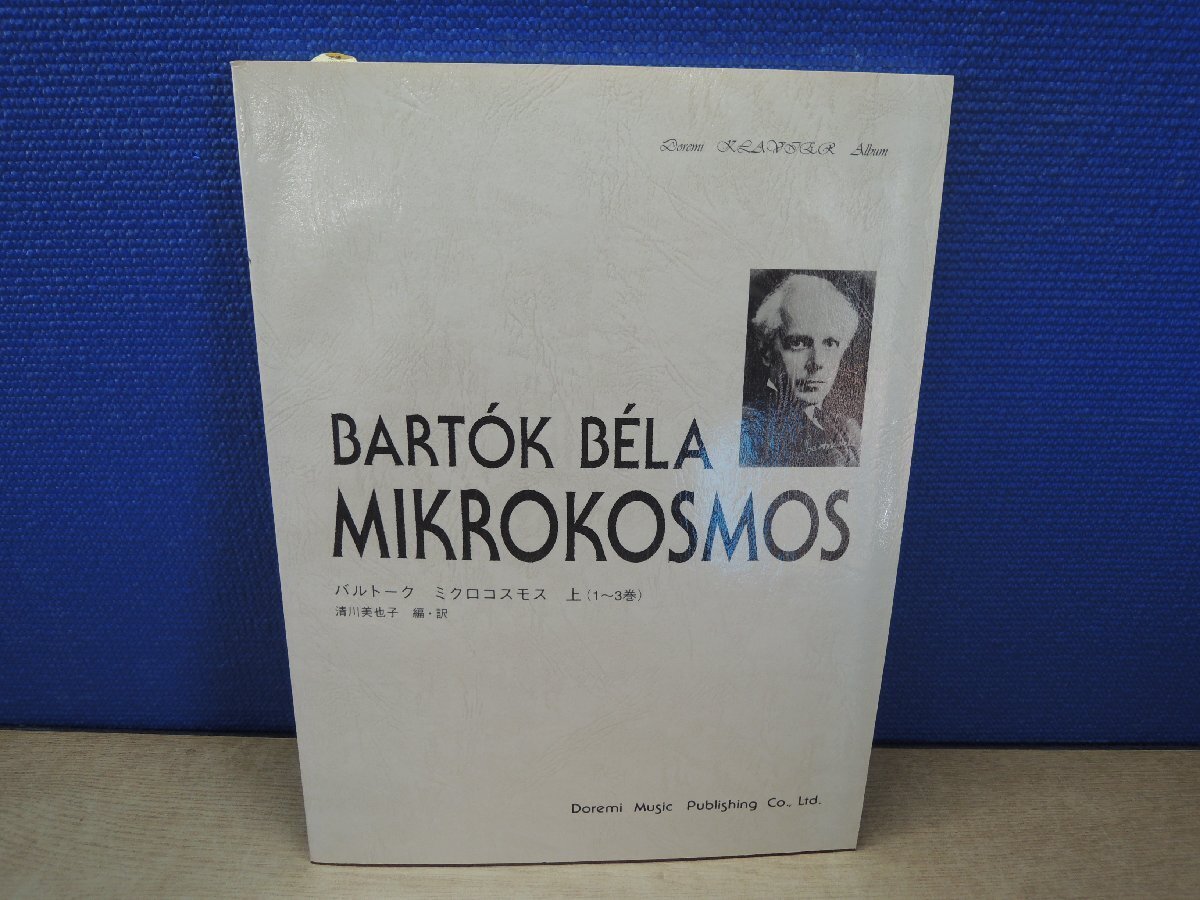 Doremi KLAVIER Album
BARTÓK BÉLA
MIKROKOSMOS
バルトーク ミクロコスモス 上(1〜3巻)
清川美也子 編・訳
Doremi Music Publishing Co., Ltd.